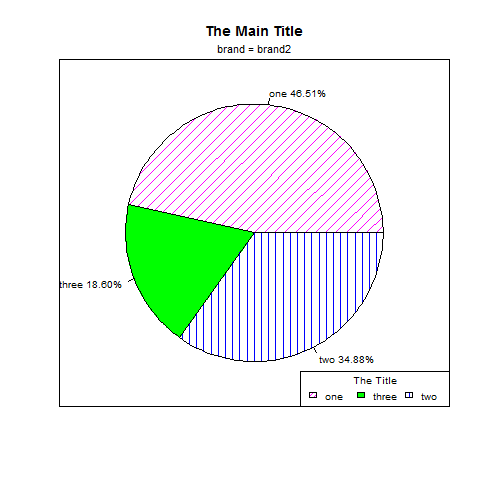 The Main Title
brand = brand2
one 46.51%
three 18.60%
two 34.88%
The Title
one three two